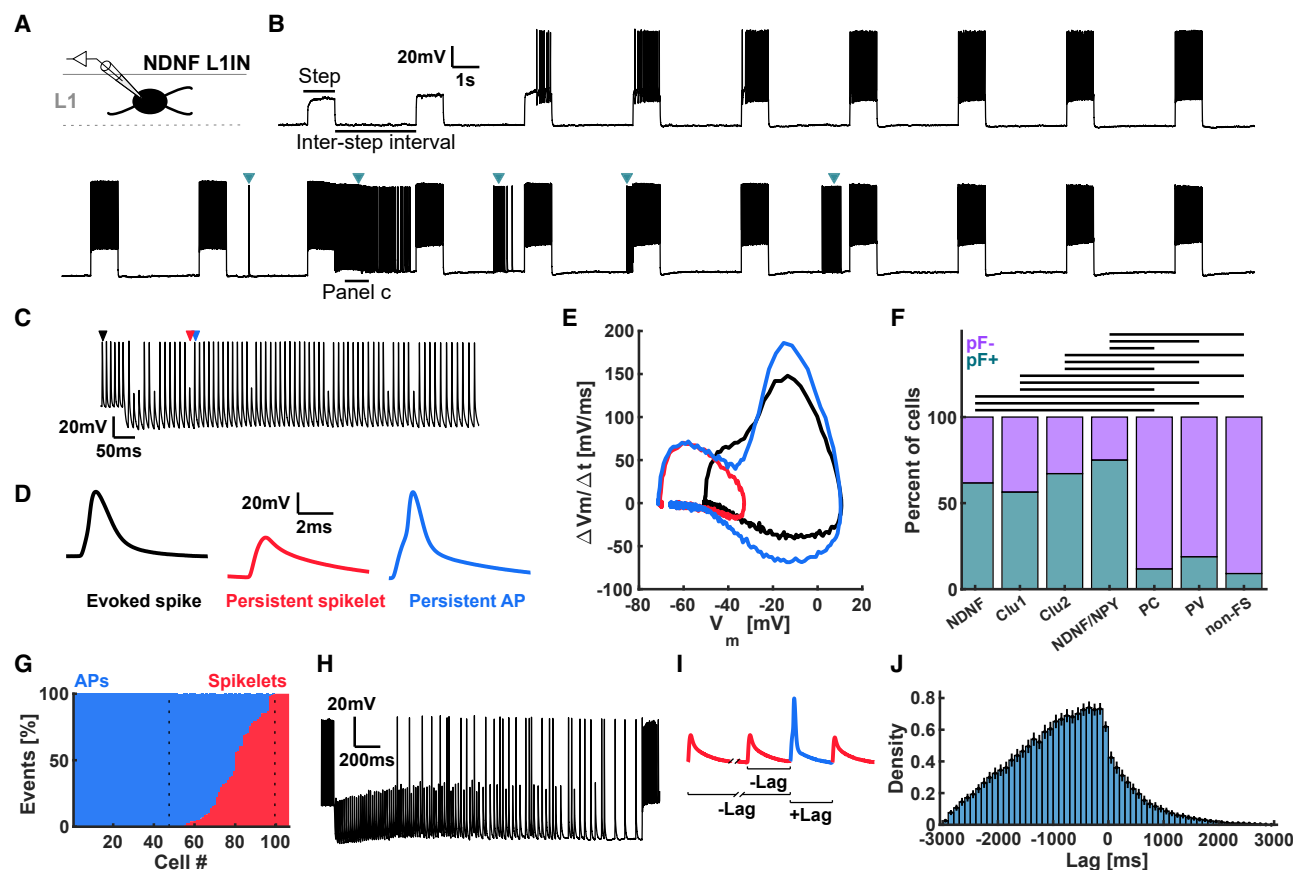 A
NDNF L1IN
L1
B
20mV
1s
Step
Inter-step interval
Panel c
C
20mV
50ms
D
20mV
2ms
Evoked spike
Persistent spikelet
Persistent AP
E
200
150
100
50
0
-50
-100
ΔVm/Δt [mV/ms]
-80 -60 -40 -20 0 20
Vm [mV]
F
pF-
pF+
100
50
0
Percent of cells
NDNF Clu1 Clu2 NDNF/NPY PC PV non-FS
G
APs Spikelets
100
50
0
Events [%]
20 60 100
Cell #
H
20mV
200ms
I
-Lag
-Lag
+Lag
J
0.8
0.6
0.4
0.2
0
Density
-3000 -2000 -1000 0 1000 2000 3000
Lag [ms]